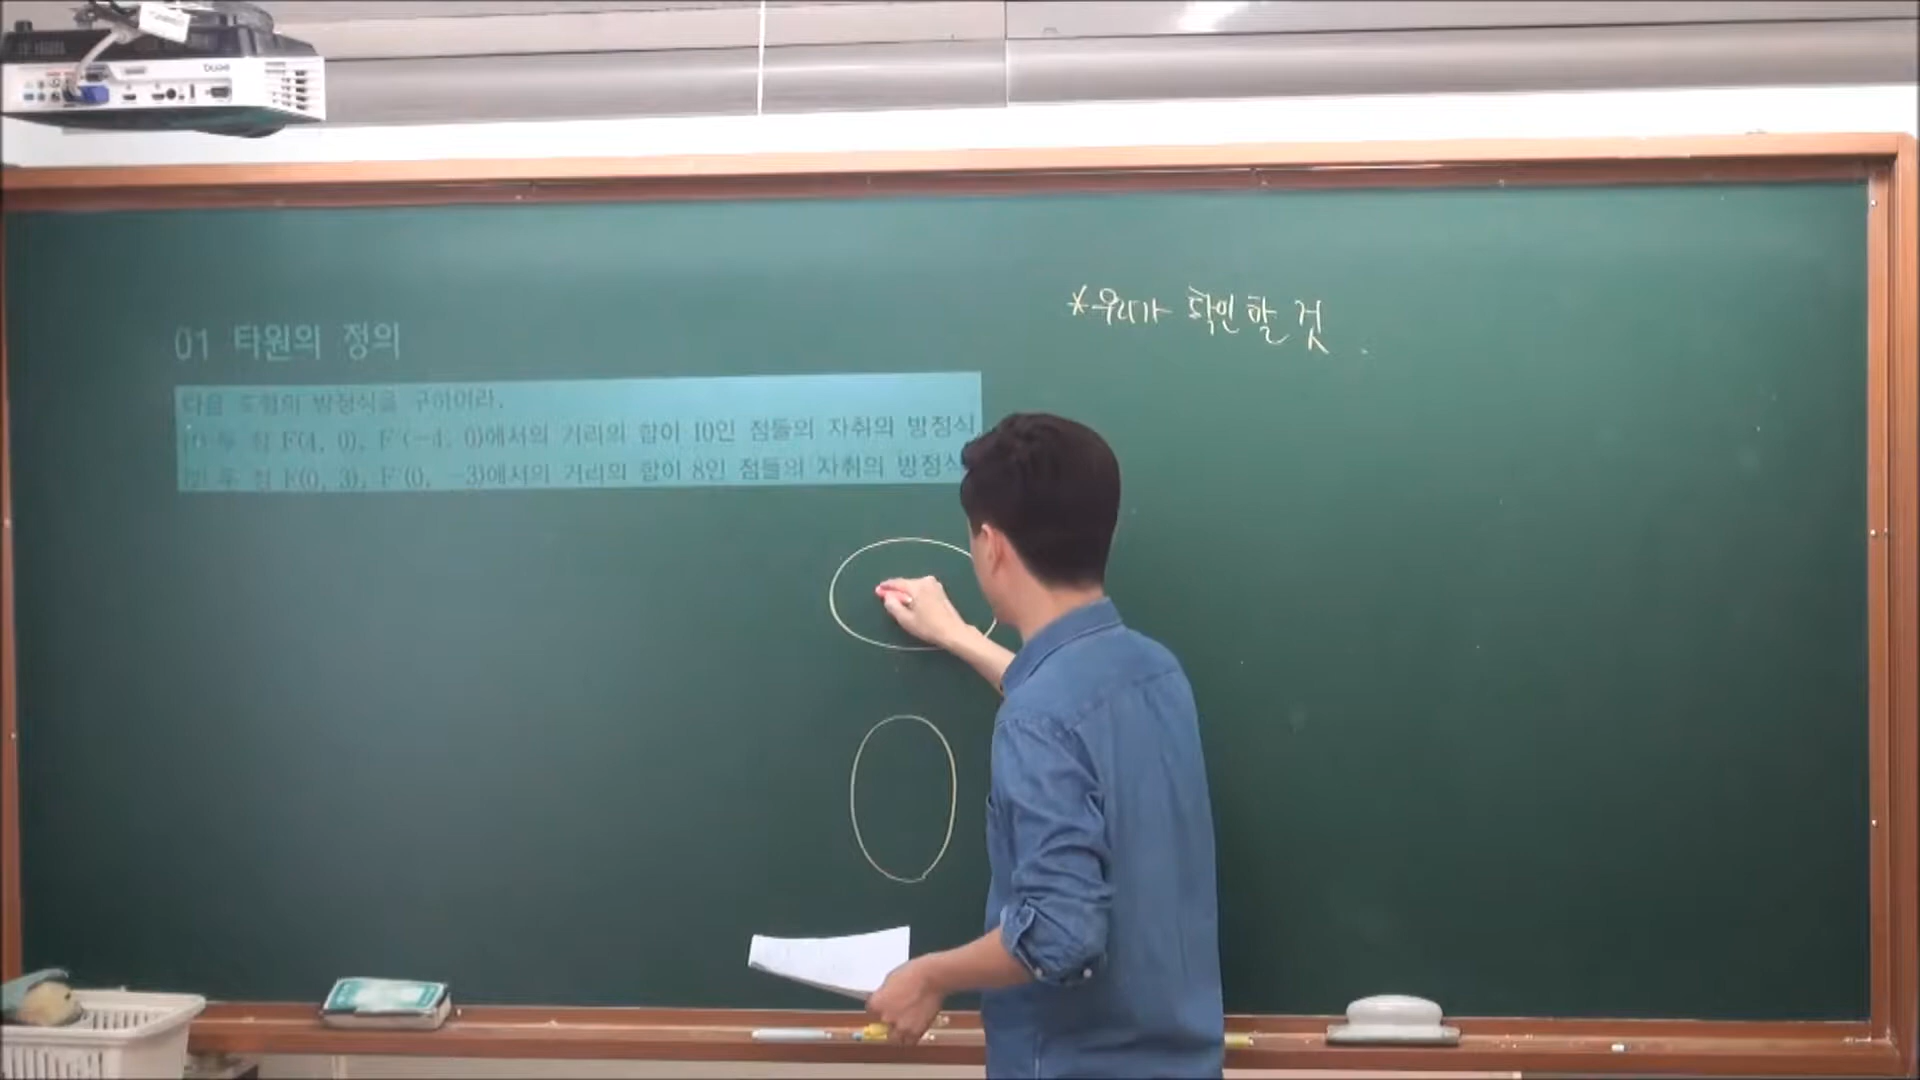 BenQ
01 타원의 정의
다음 도형의 방정식을 구하여라.
(1) 두 점 F(4, 0), F'(-4, 0)에서의 거리의 합이 10인 점들의 자취의 방정식
(2) 두 점 F(0, 3), F'(0, -3)에서의 거리의 합이 8인 점들의 자취의 방정식
*우리가 확인할 것